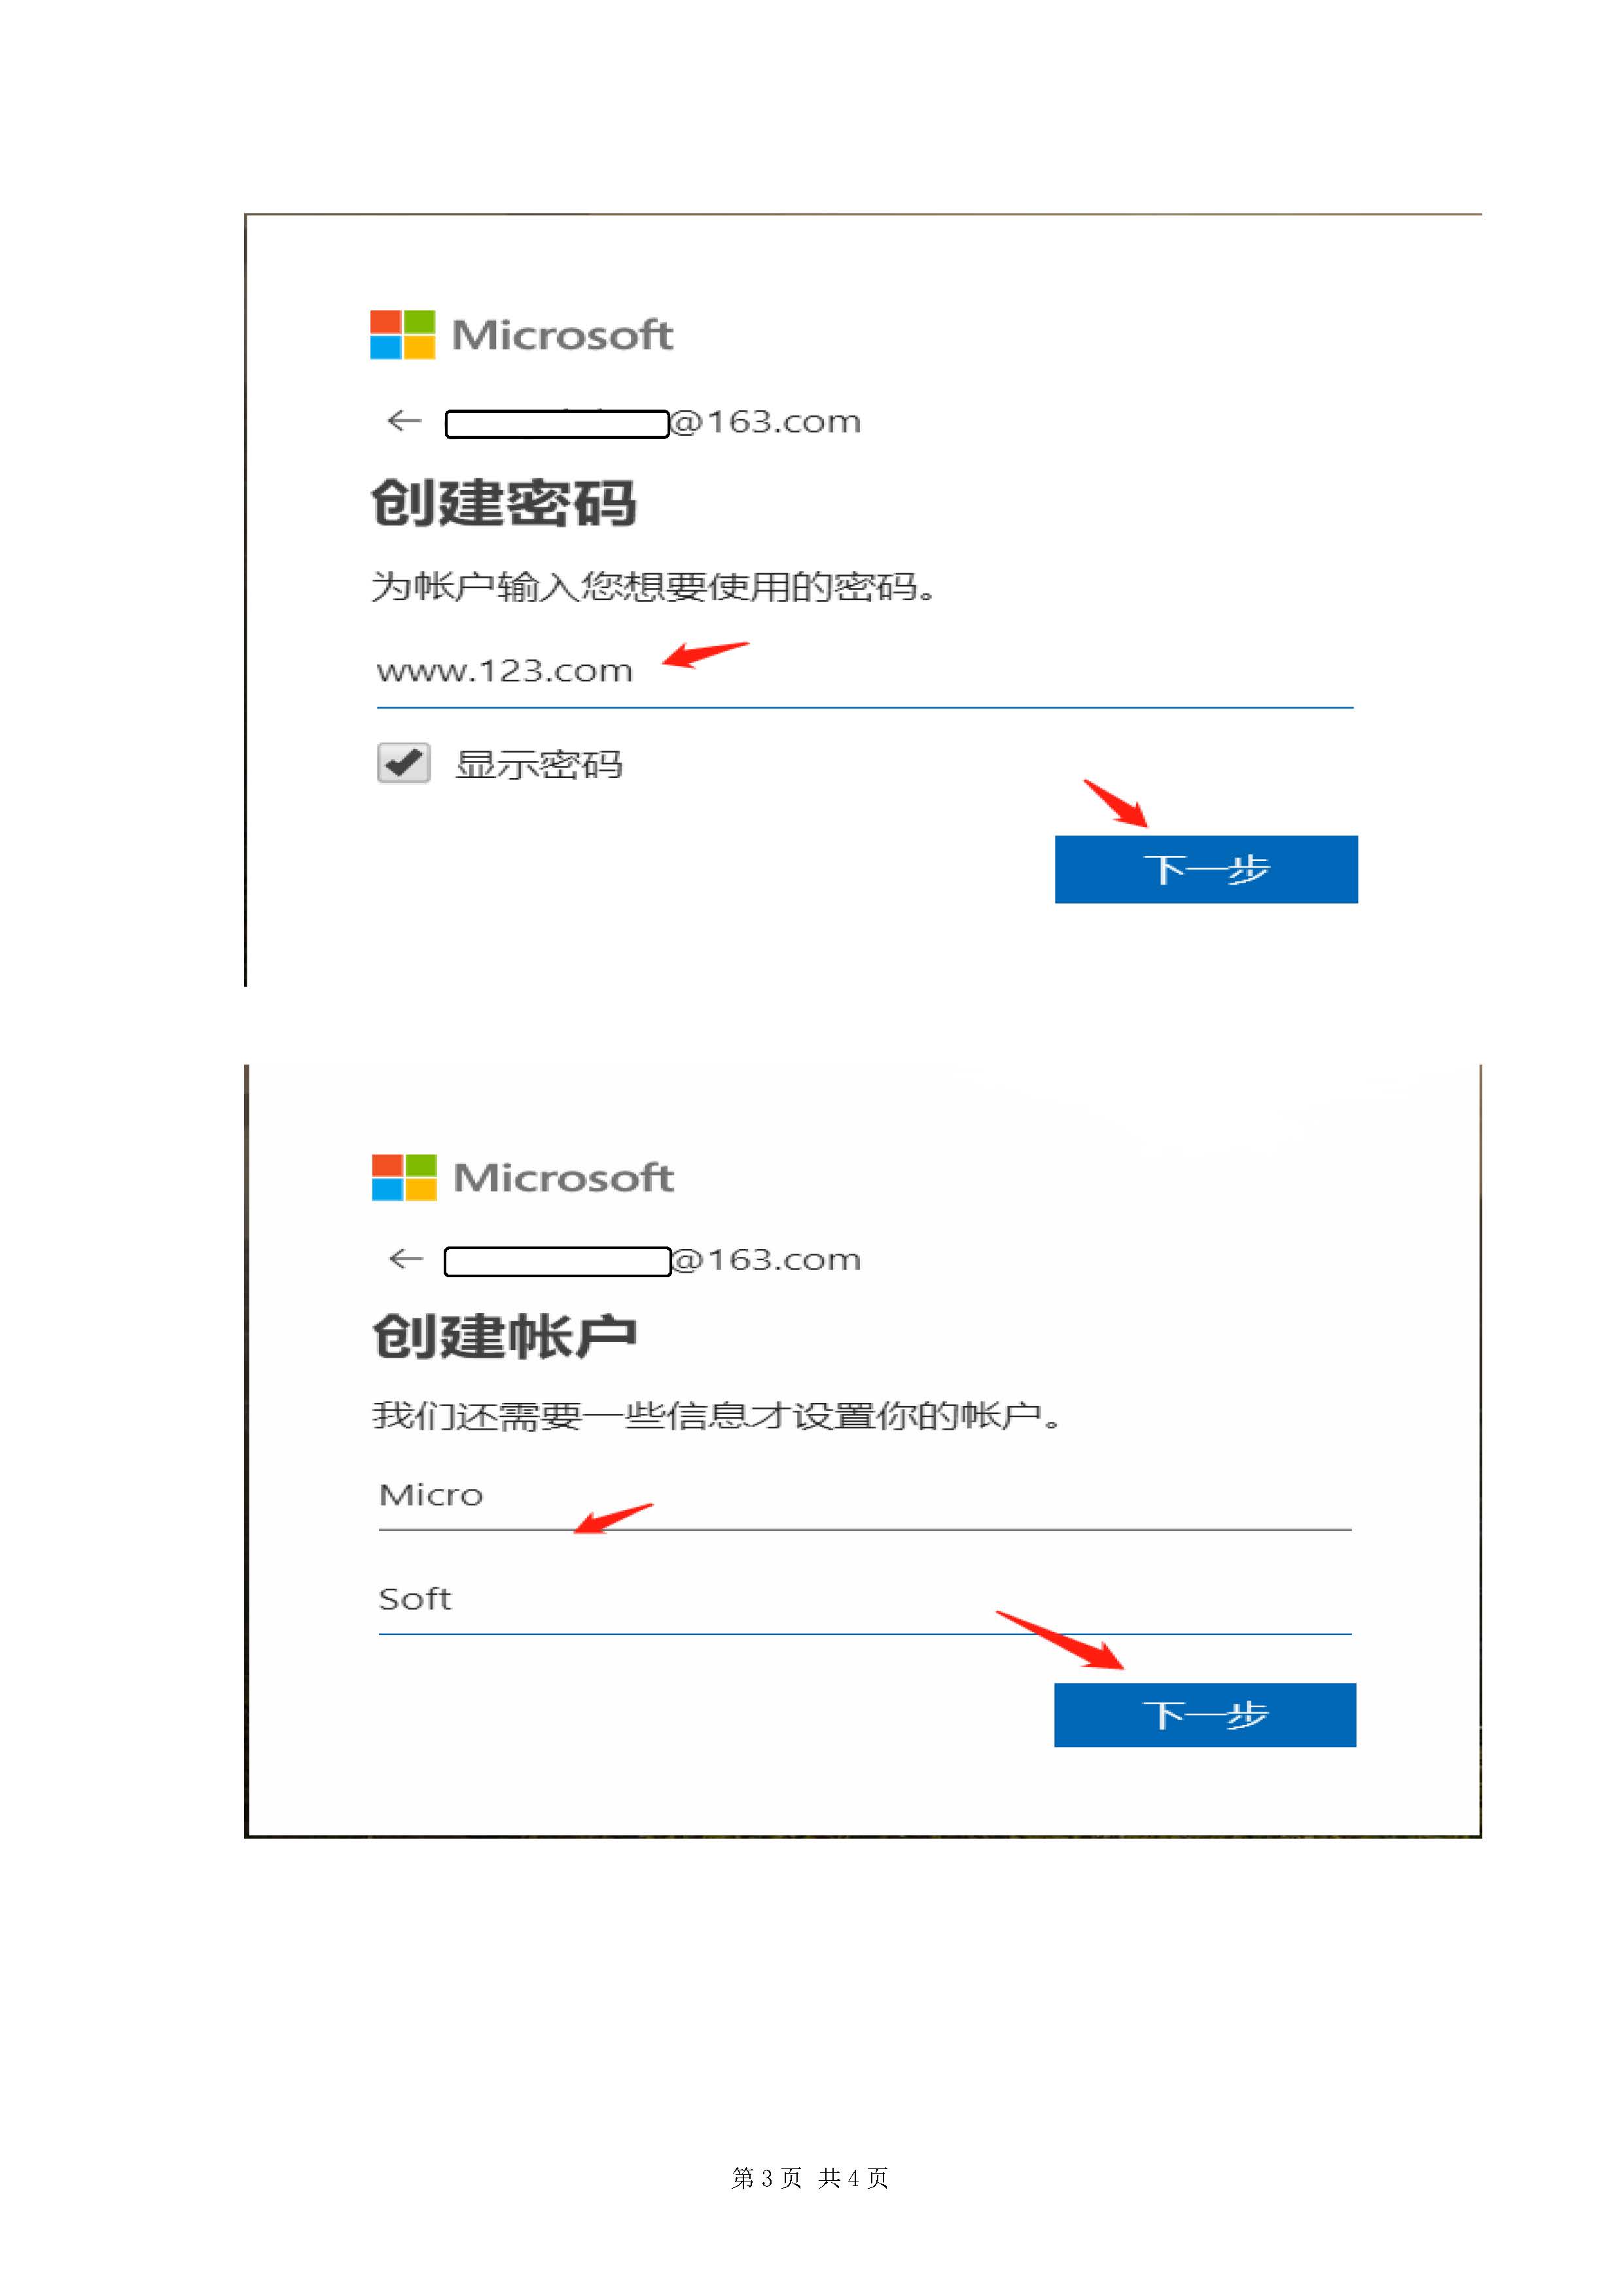 Microsoft
@163.com
创建密码
为帐户输入您想要使用的密码。
www.123.com
显示密码
下一步
Microsoft
@163.com
创建帐户
我们还需要一些信息才设置你的帐户。
Micro
Soft
下一步
第 3 页 共 4 页